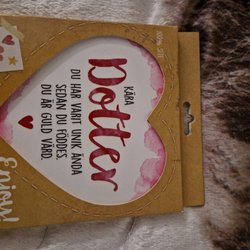 KÄRA
Dotter
DU HAR VARIT UNIK ÄNDA
SEDAN DU FÖDDES.
DU ÄR GULD VÄRD.
Enjoy!